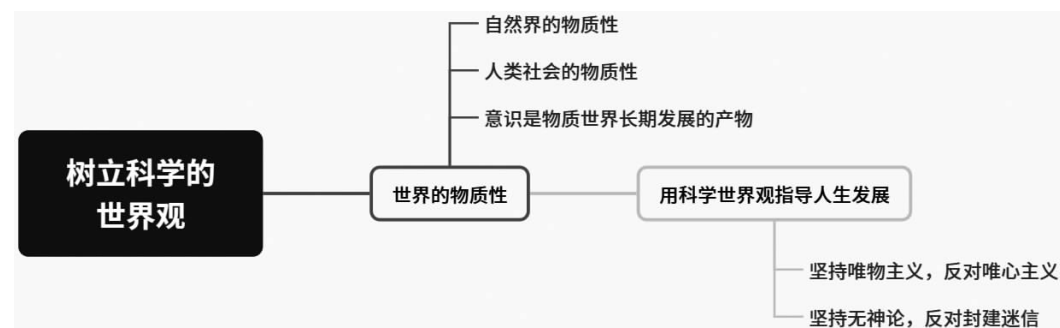 自然界的物质性
人类社会的物质性
意识是物质世界长期发展的产物
树立科学的
世界观
世界的物质性
用科学世界观指导人生发展
坚持唯物主义，反对唯心主义
坚持无神论，反对封建迷信